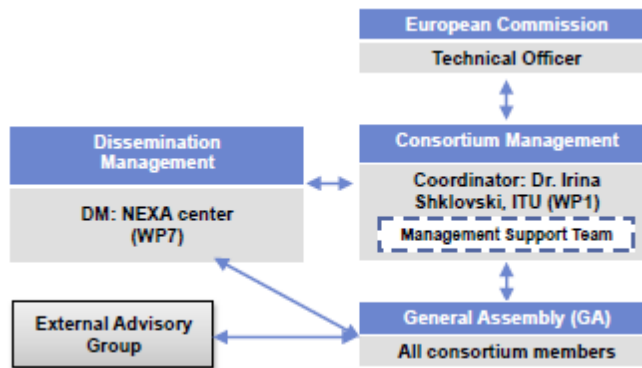 European Commission
Technical Officer
Dissemination
Management
DM: NEXA center
(WP7)
Consortium Management
Coordinator: Dr. Irina
Shklovski, ITU (WP1)
Management Support Team
External Advisory
Group
General Assembly (GA)
All consortium members